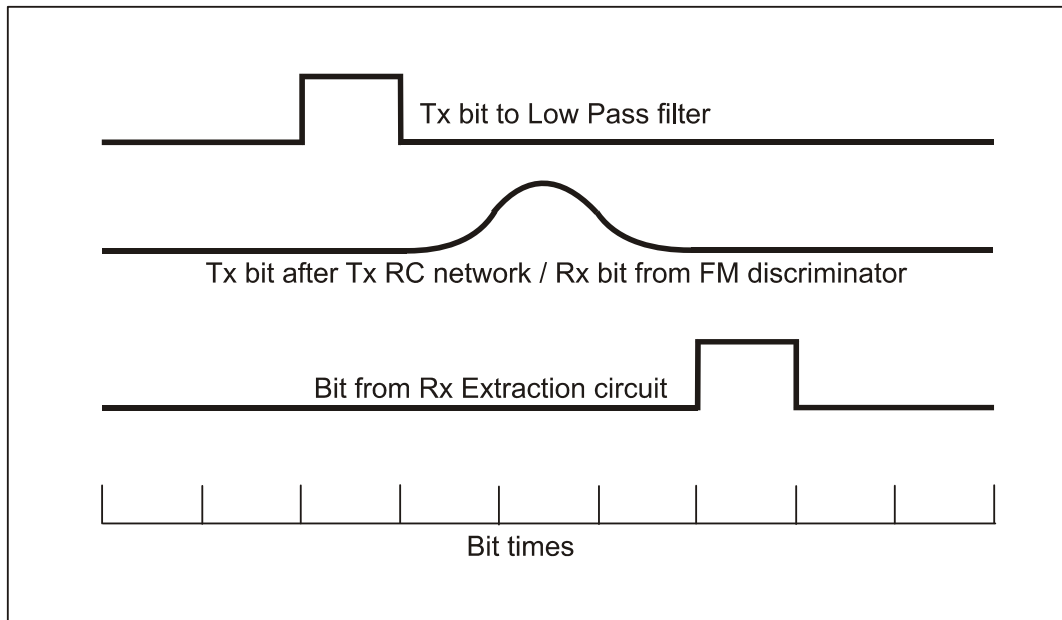 Tx bit to Low Pass filter
Tx bit after Tx RC network / Rx bit from FM discriminator
Bit from Rx Extraction circuit
Bit times